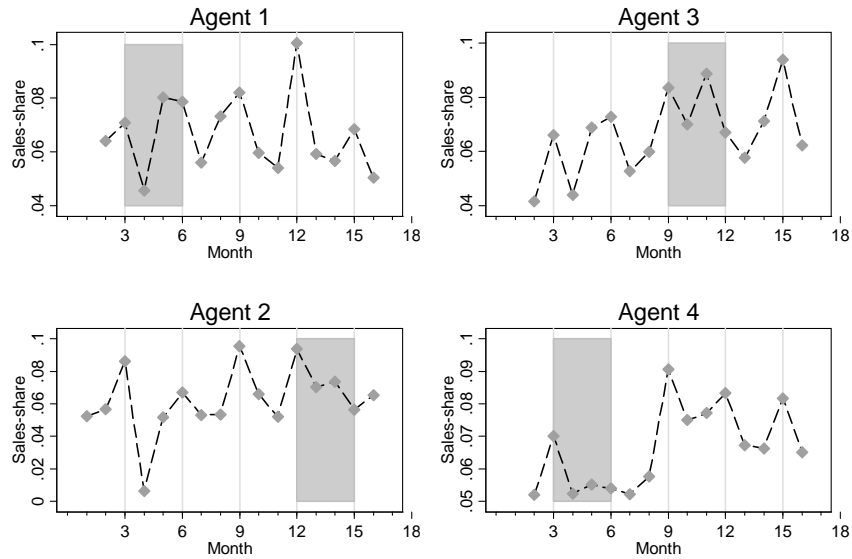 Agent 1
Sales-share
.1
.08
.06
.04
3 6 9 12 15 18
Month
Agent 3
Sales-share
.1
.08
.06
.04
3 6 9 12 15 18
Month
Agent 2
Sales-share
.1
.08
.06
.04
.02
0
3 6 9 12 15 18
Month
Agent 4
Sales-share
.1
.09
.08
.07
.06
.05
3 6 9 12 15 18
Month